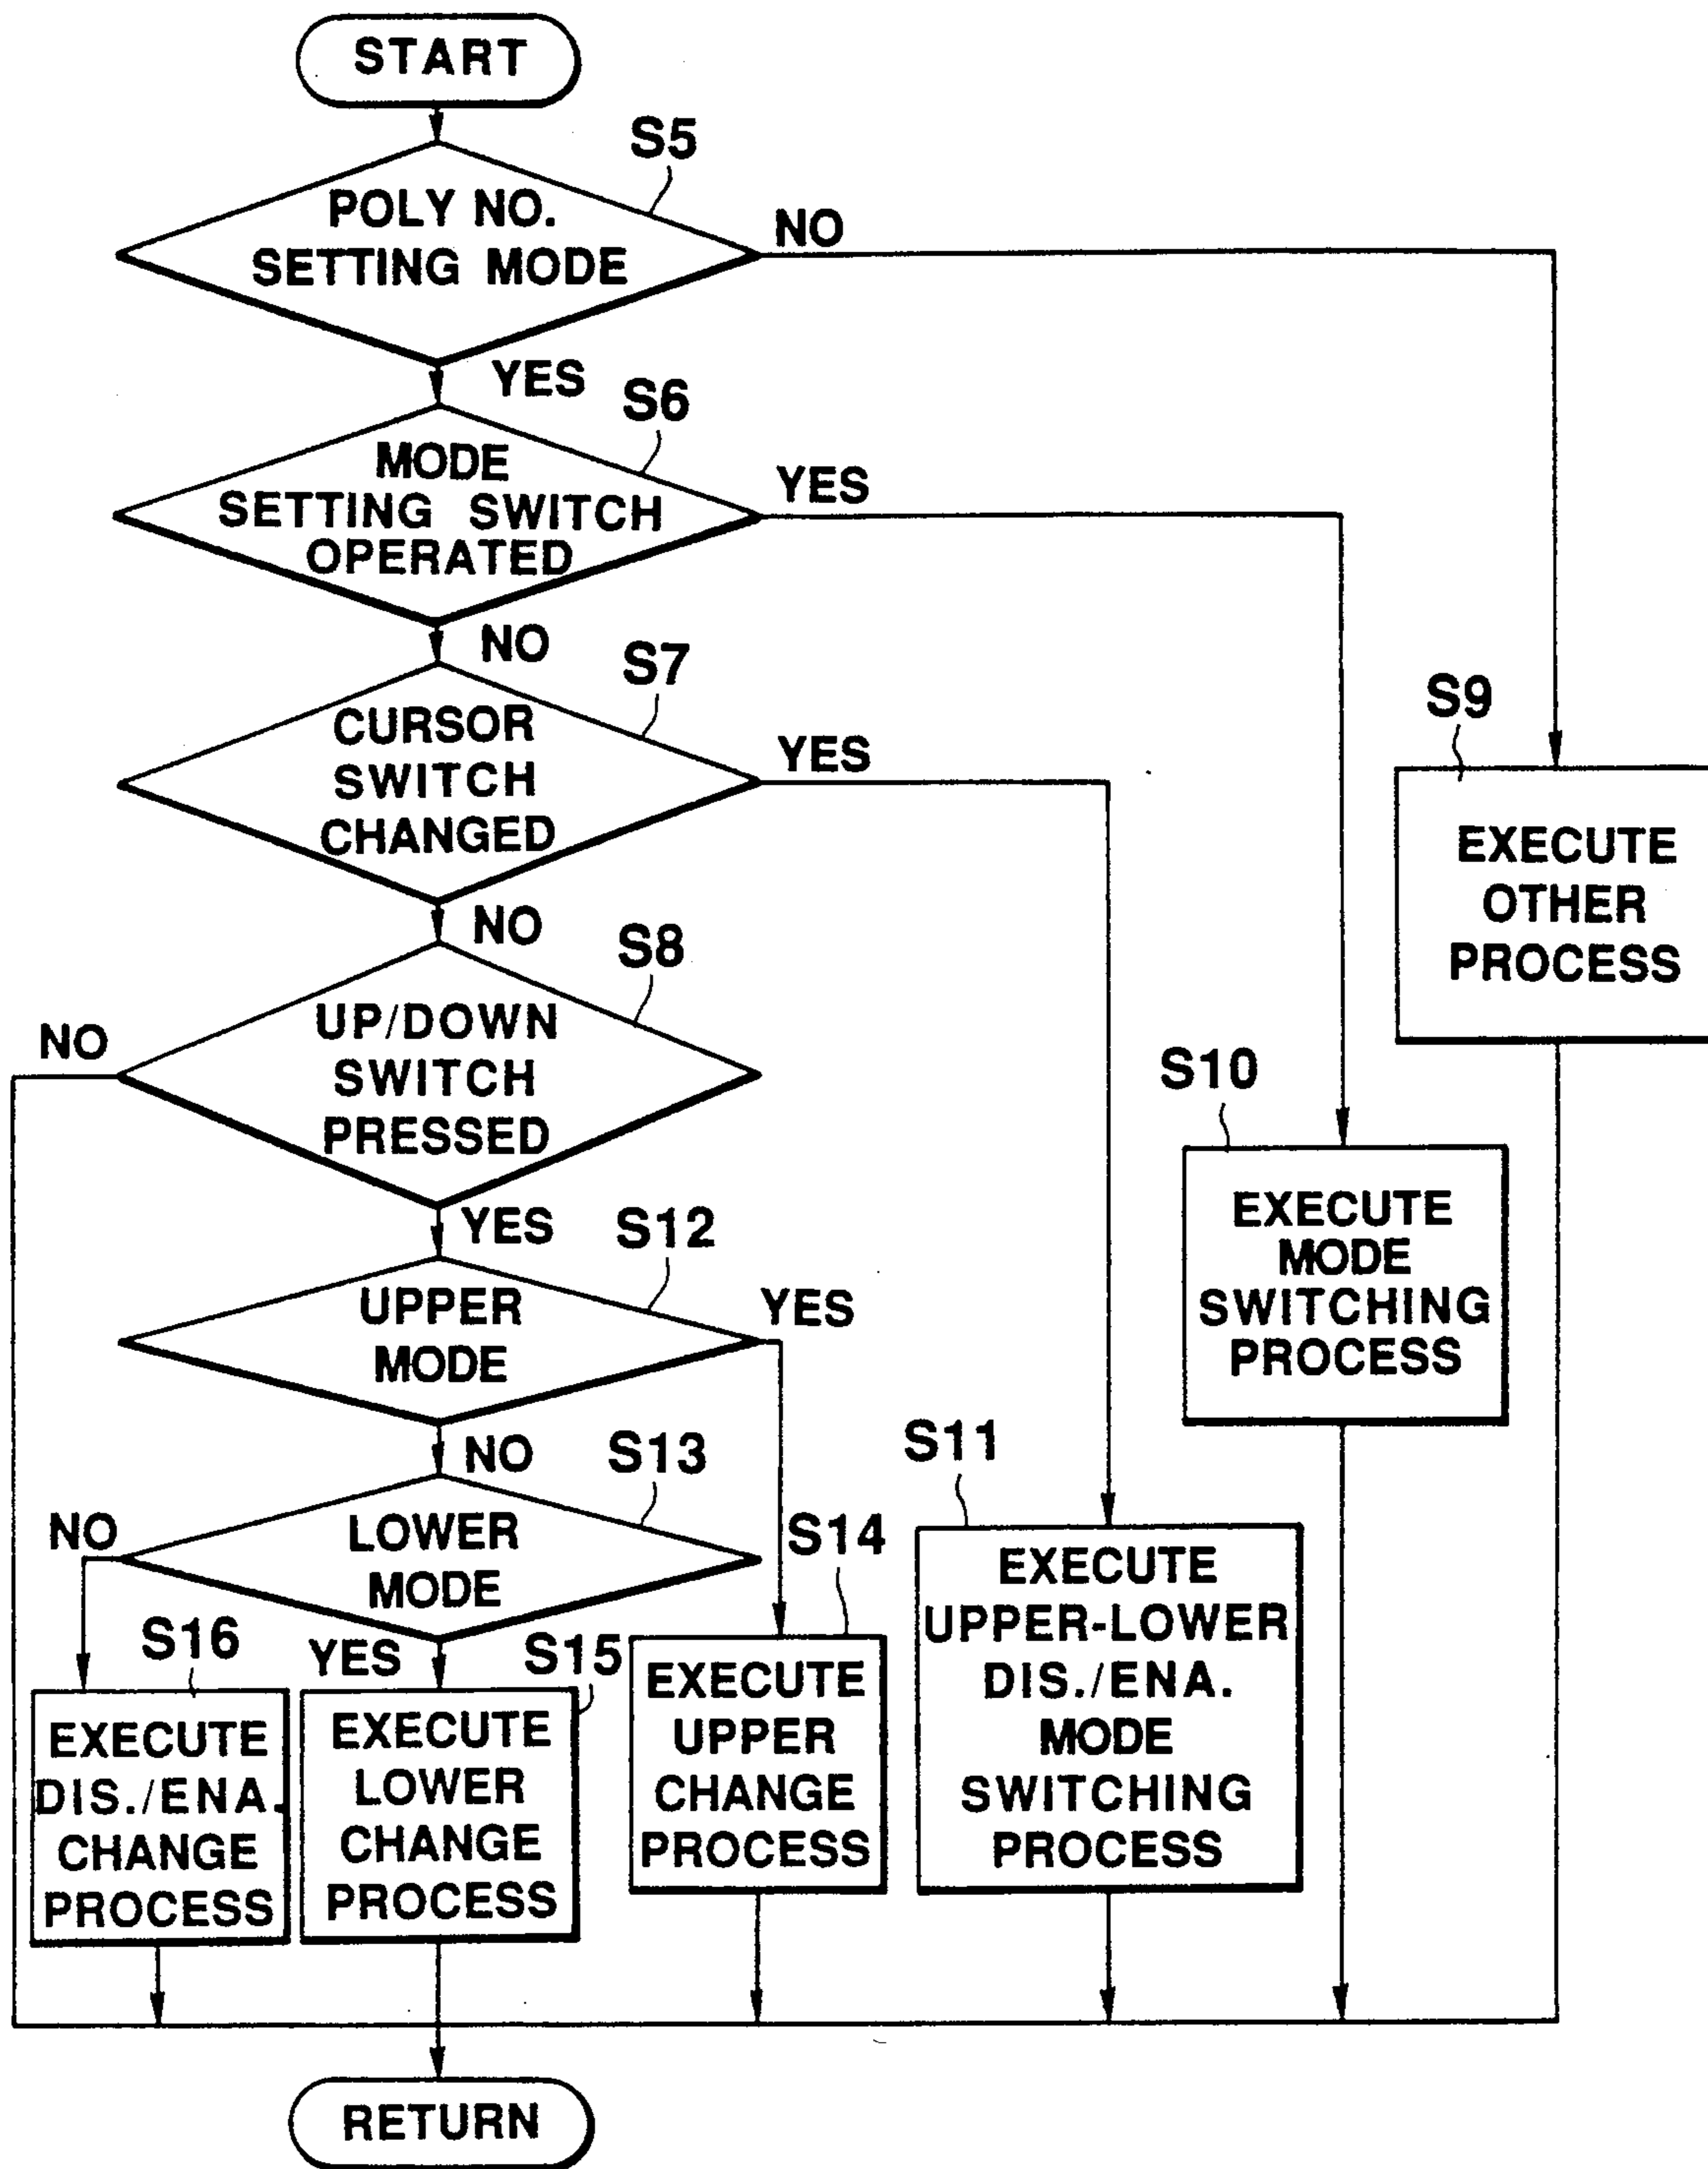 START
S5
POLY NO.
SETTING MODE
NO
YES
S6
MODE
SETTING SWITCH
OPERATED
YES
NO
S7
CURSOR
SWITCH
CHANGED
YES
NO
S8
UP/DOWN
SWITCH
PRESSED
NO
YES
S9
EXECUTE
OTHER
PROCESS
S10
EXECUTE
MODE
SWITCHING
PROCESS
S12
UPPER
MODE
YES
NO
S13
LOWER
MODE
NO
YES
S11
EXECUTE
UPPER-LOWER
DIS./ENA.
MODE
SWITCHING
PROCESS
S14
EXECUTE
UPPER
CHANGE
PROCESS
S15
EXECUTE
LOWER
CHANGE
PROCESS
S16
EXECUTE
DIS./ENA.
CHANGE
PROCESS
RETURN